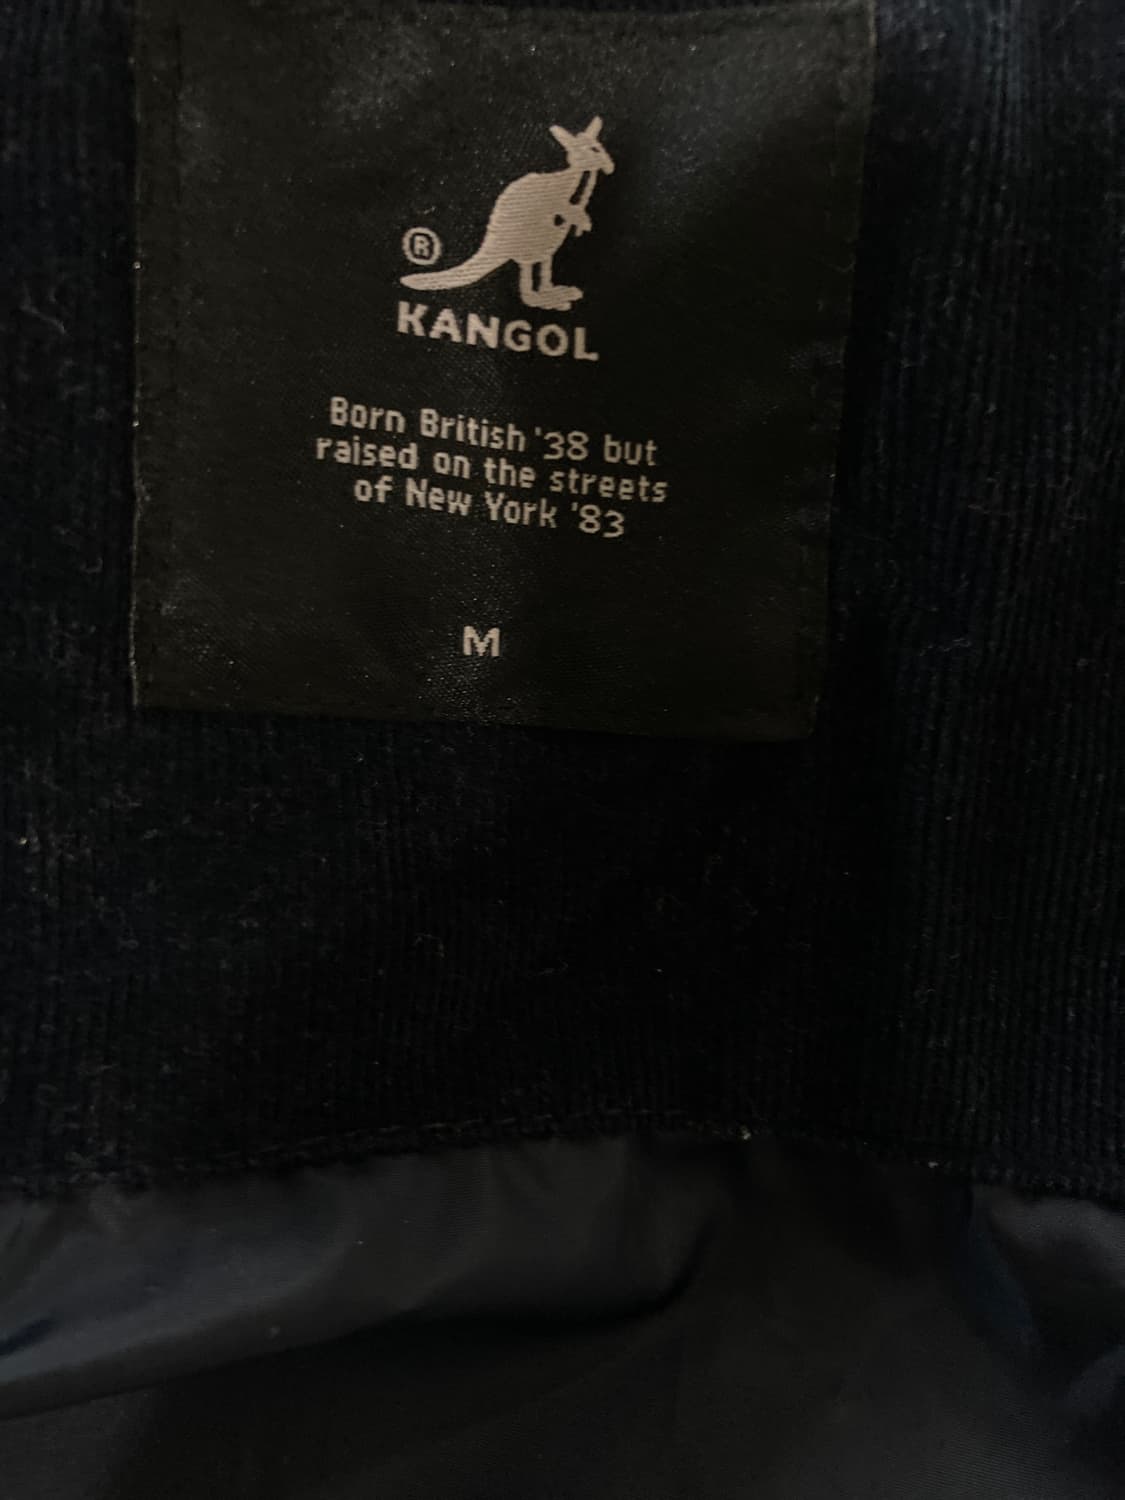 ®
KANGOL
Born British '38 but
raised on the streets
of New York '83
M